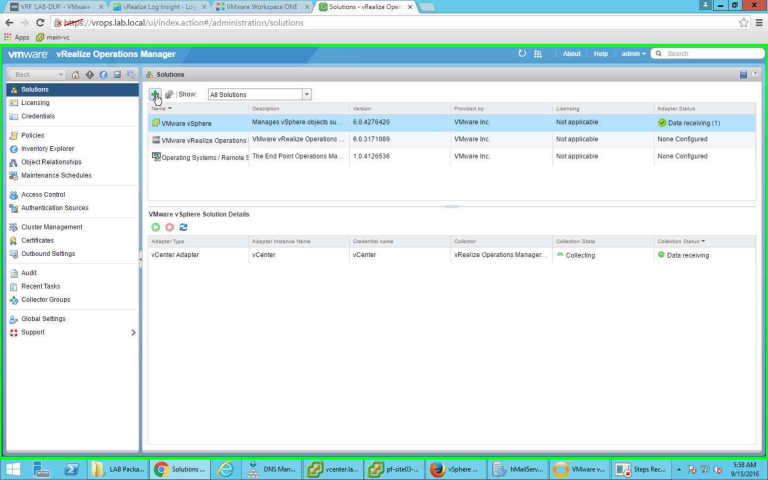 VRF 'LAB-DLR' - VMwarv
vRealize Log Insight - Log
VMware Workspace ONE
Solutions - vRealize Oper
https://vrops.lab.local/ui/index.action#/administration/solutions
Apps main-vc
vmware vRealize Operations Manager
About Help admin Search
Back
Solutions
Licensing
Credentials
Policies
Inventory Explorer
Object Relationships
Maintenance Schedules
Access Control
Authentication Sources
Cluster Management
Certificates
Outbound Settings
Audit
Recent Tasks
Collector Groups
Global Settings
Support
Solutions
Show: All Solutions
Name Description Version Provided by Licensing Adapter Status
VMware vSphere Manages vSphere objects su... 6.0.4276420 VMware Inc. Not applicable Data receiving (1)
VMware vRealize Operations VMware vRealize Operations ... 6.0.3171089 VMware Inc. Not applicable None Configured
Operating Systems / Remote S The End Point Operations Ma... 1.0.4126536 VMware Inc. Not applicable None Configured
VMware vSphere Solution Details
Adapter Type Adapter Instance Name Credential name Collector Collection State Collection Status
vCenter Adapter vCenter vCenter vRealize Operations Manager... Collecting Data receiving
LAB Packa... Solutions ... DNS Man... vcenter.la... pf-site03-... vSphere ... hMailServ... VMware v... Steps Rec...
5:58 AM
9/15/2016